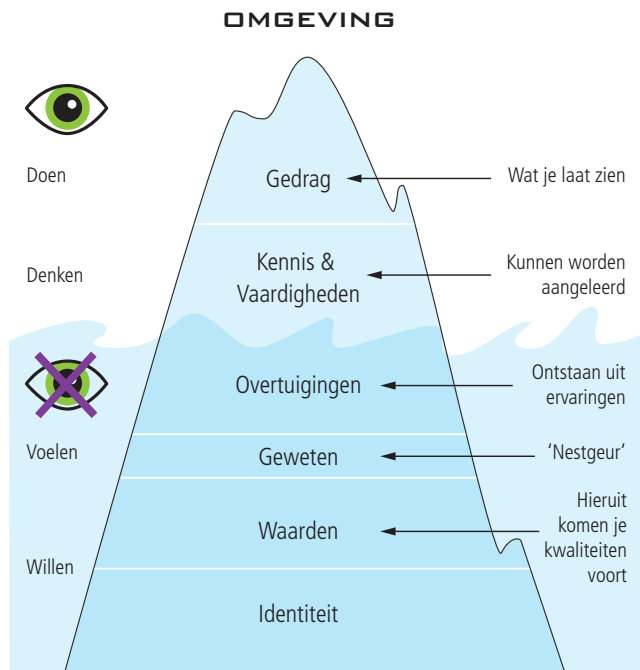 OMGEVING
Doen
Gedrag
Wat je laat zien
Denken
Kennis &
Vaardigheden
Kunnen worden
aangeleerd
Overtuigingen
Ontstaan uit
ervaringen
Voelen
Geweten
'Nestgeur'
Waarden
Hieruit
komen je
kwaliteiten
voort
Willen
Identiteit